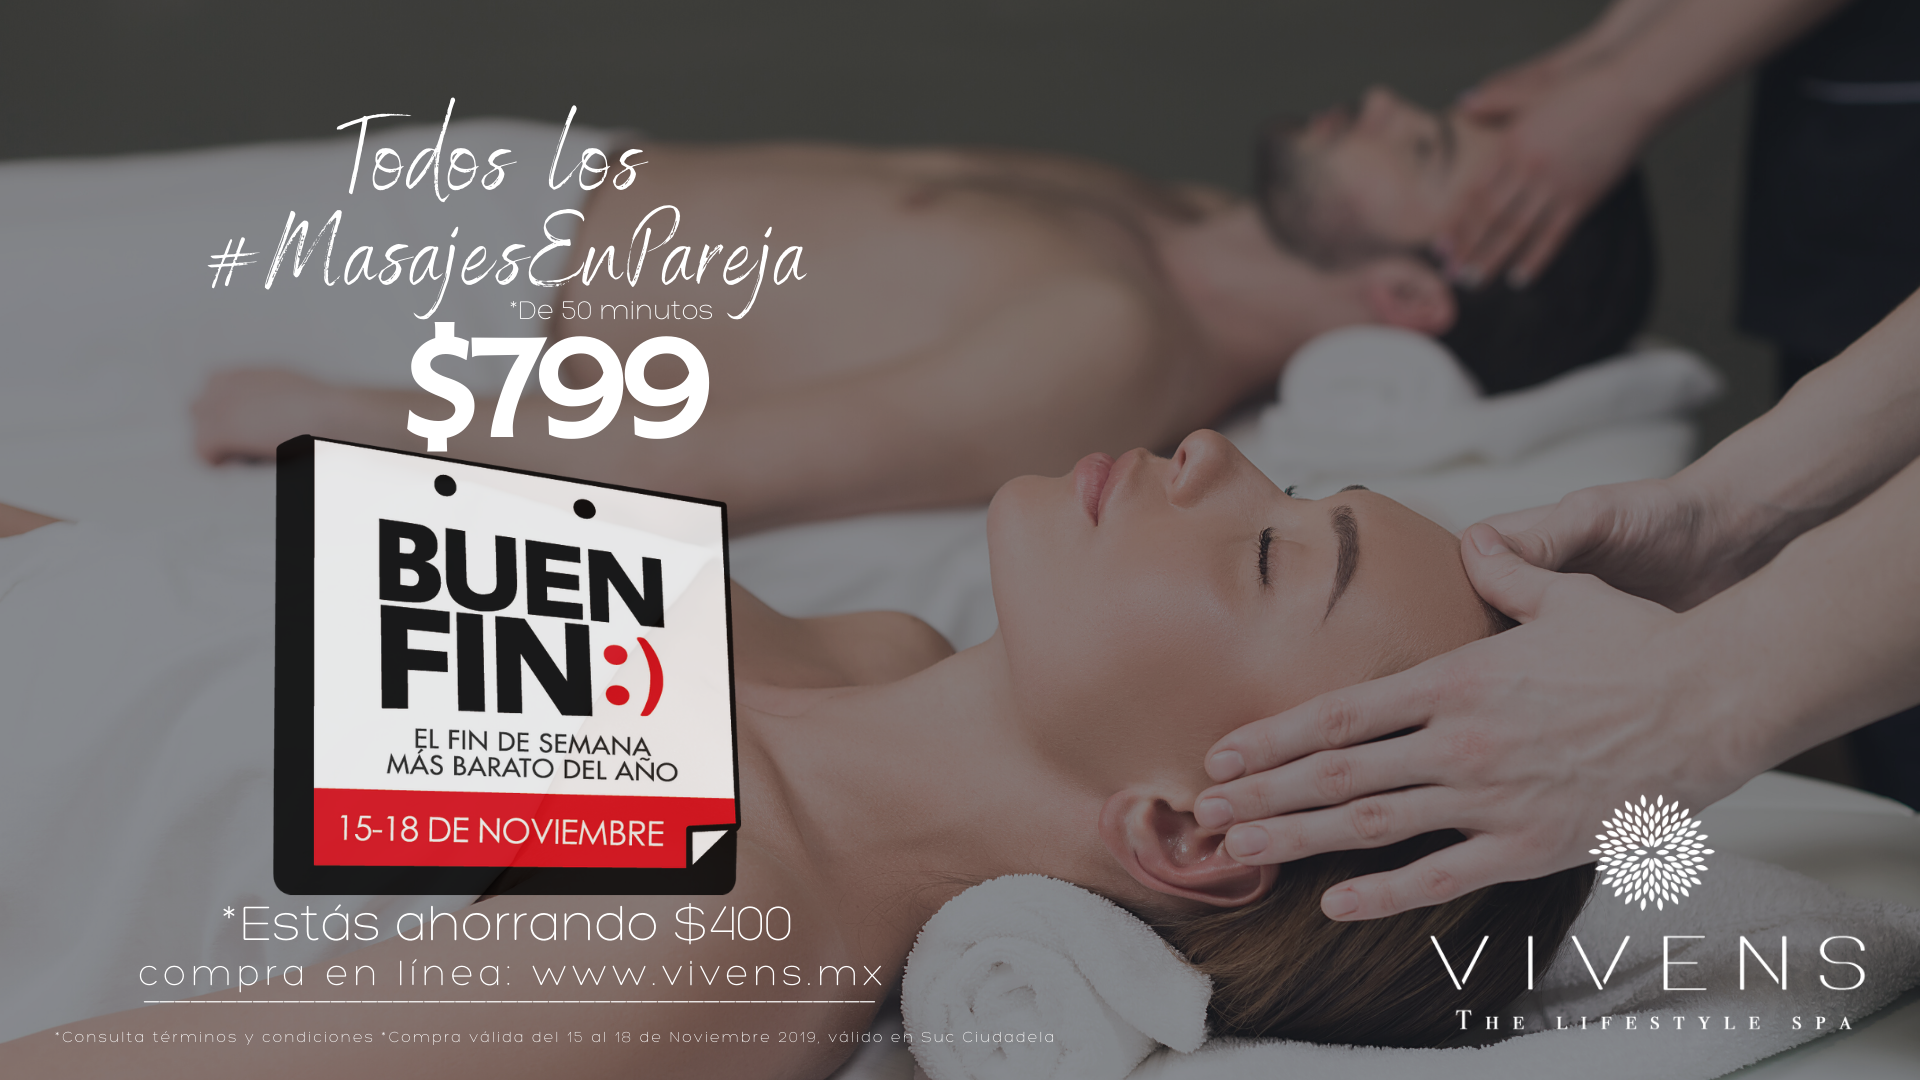 Todos los
#MasajesEnPareja
*De 50 minutos
$799
BUEN
FIN:)
EL FIN DE SEMANA
MÁS BARATO DEL AÑO
15-18 DE NOVIEMBRE
*Estás ahorrando $400
compra en línea: www.vivens.mx
*Consulta términos y condiciones *Compra válida del 15 al 18 de Noviembre 2019, válido en Suc Ciudadela
VIVENS
THE LIFESTYLE SPA